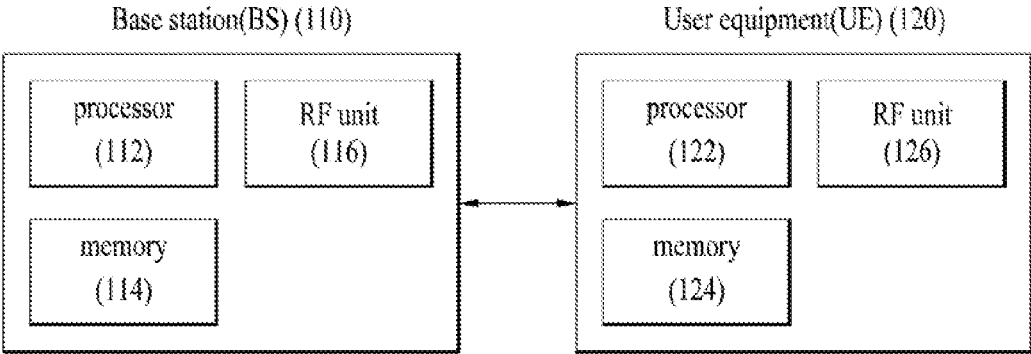 Base station(BS) (110)
processor
(112)
RF unit
(116)
memory
(114)
User equipment(UE) (120)
processor
(122)
RF unit
(126)
memory
(124)